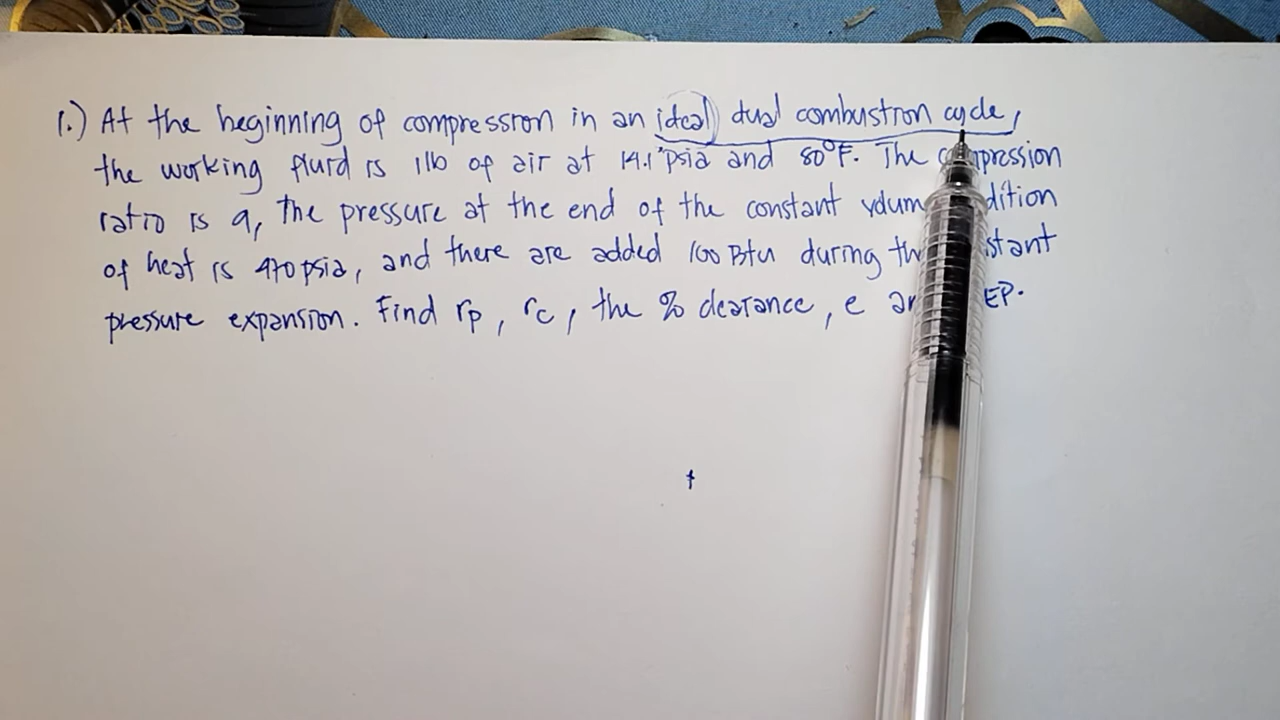 1.) At the beginning of compression in an ideal dual combustion cycle,
the working fluid is 1 lb of air at 14.1 psia and 80°F. The
ratio is 9, the pressure at the end of the constant
of heat is 470 psia, and there are added 100 Btu during
pressure expansion. Find rp, rc, the % clearance, e